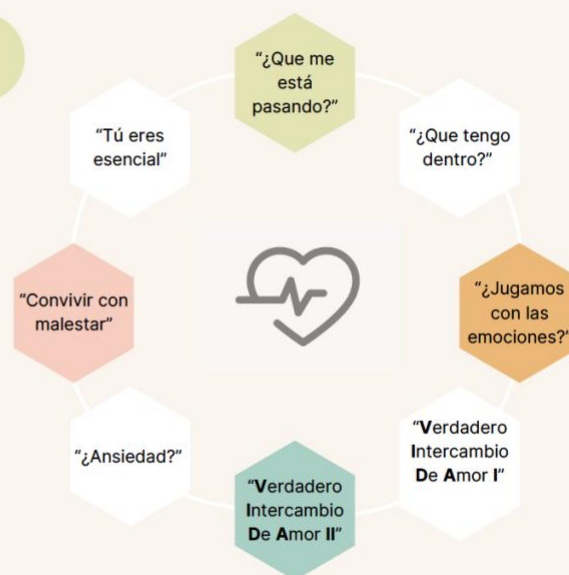 “¿Que me
está
pasando?”
“¿Que tengo
dentro?”
“¿Jugamos
con las
emociones?”
“Verdadero
Intercambio
De Amor I”
“Verdadero
Intercambio
De Amor II”
“¿Ansiedad?”
“Convivir con
malestar”
“Tú eres
esencial”